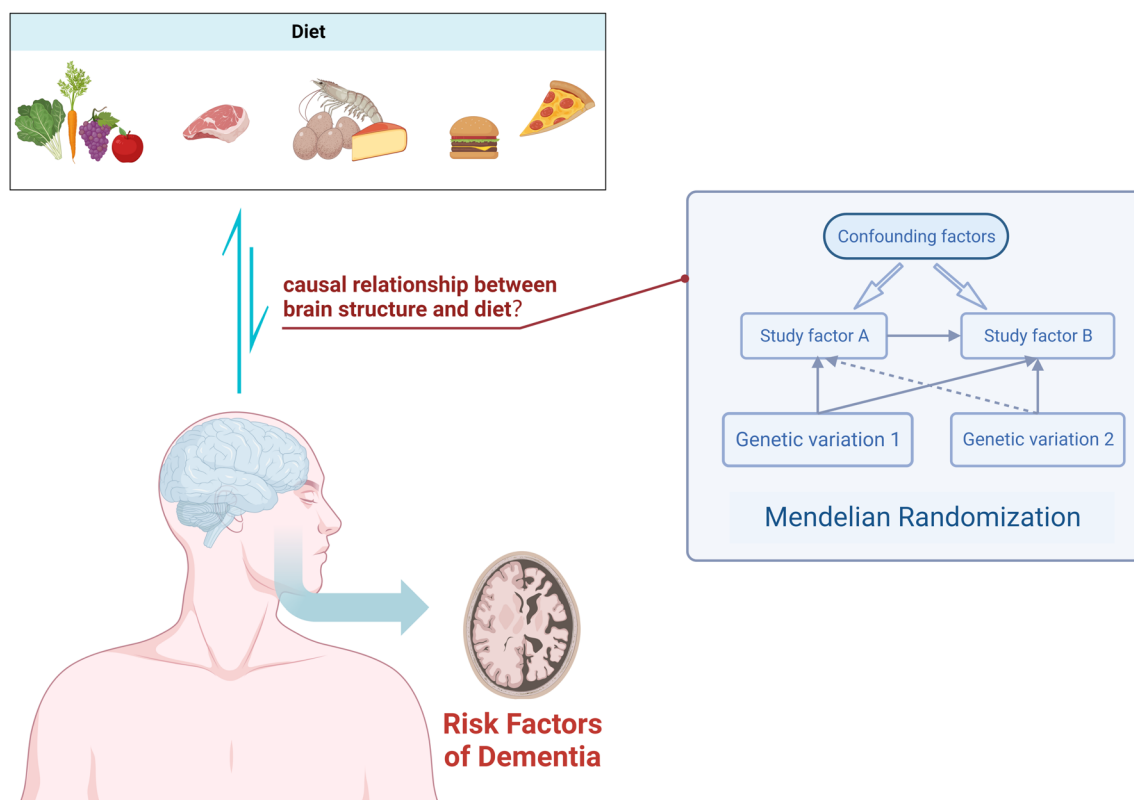 Diet
causal relationship between
brain structure and diet?
Confounding factors
Study factor A
Study factor B
Genetic variation 1
Genetic variation 2
Mendelian Randomization
Risk Factors
of Dementia